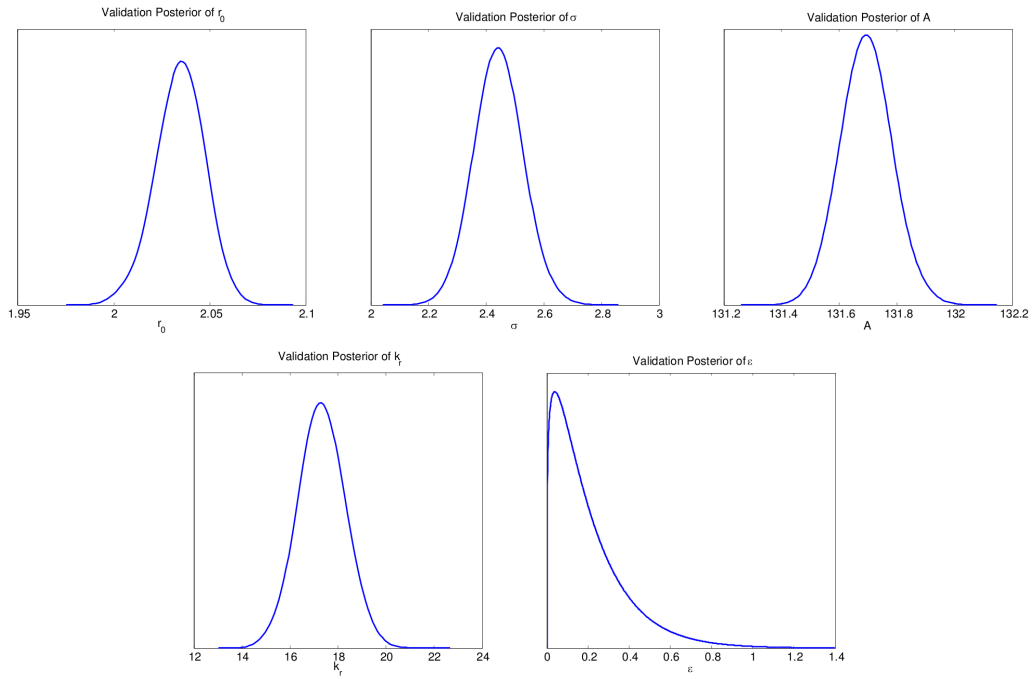 Validation Posterior of r₀
Validation Posterior of σ
Validation Posterior of A
1.95 2 2.05 2.1
2 2.2 2.4 2.6 2.8 3
131.2 131.4 131.6 131.8 132 132.2
r₀
σ
A
Validation Posterior of kᵣ
Validation Posterior of ε
12 14 16 18 20 22 24
0 0.2 0.4 0.6 0.8 1 1.2 1.4
kᵣ
ε